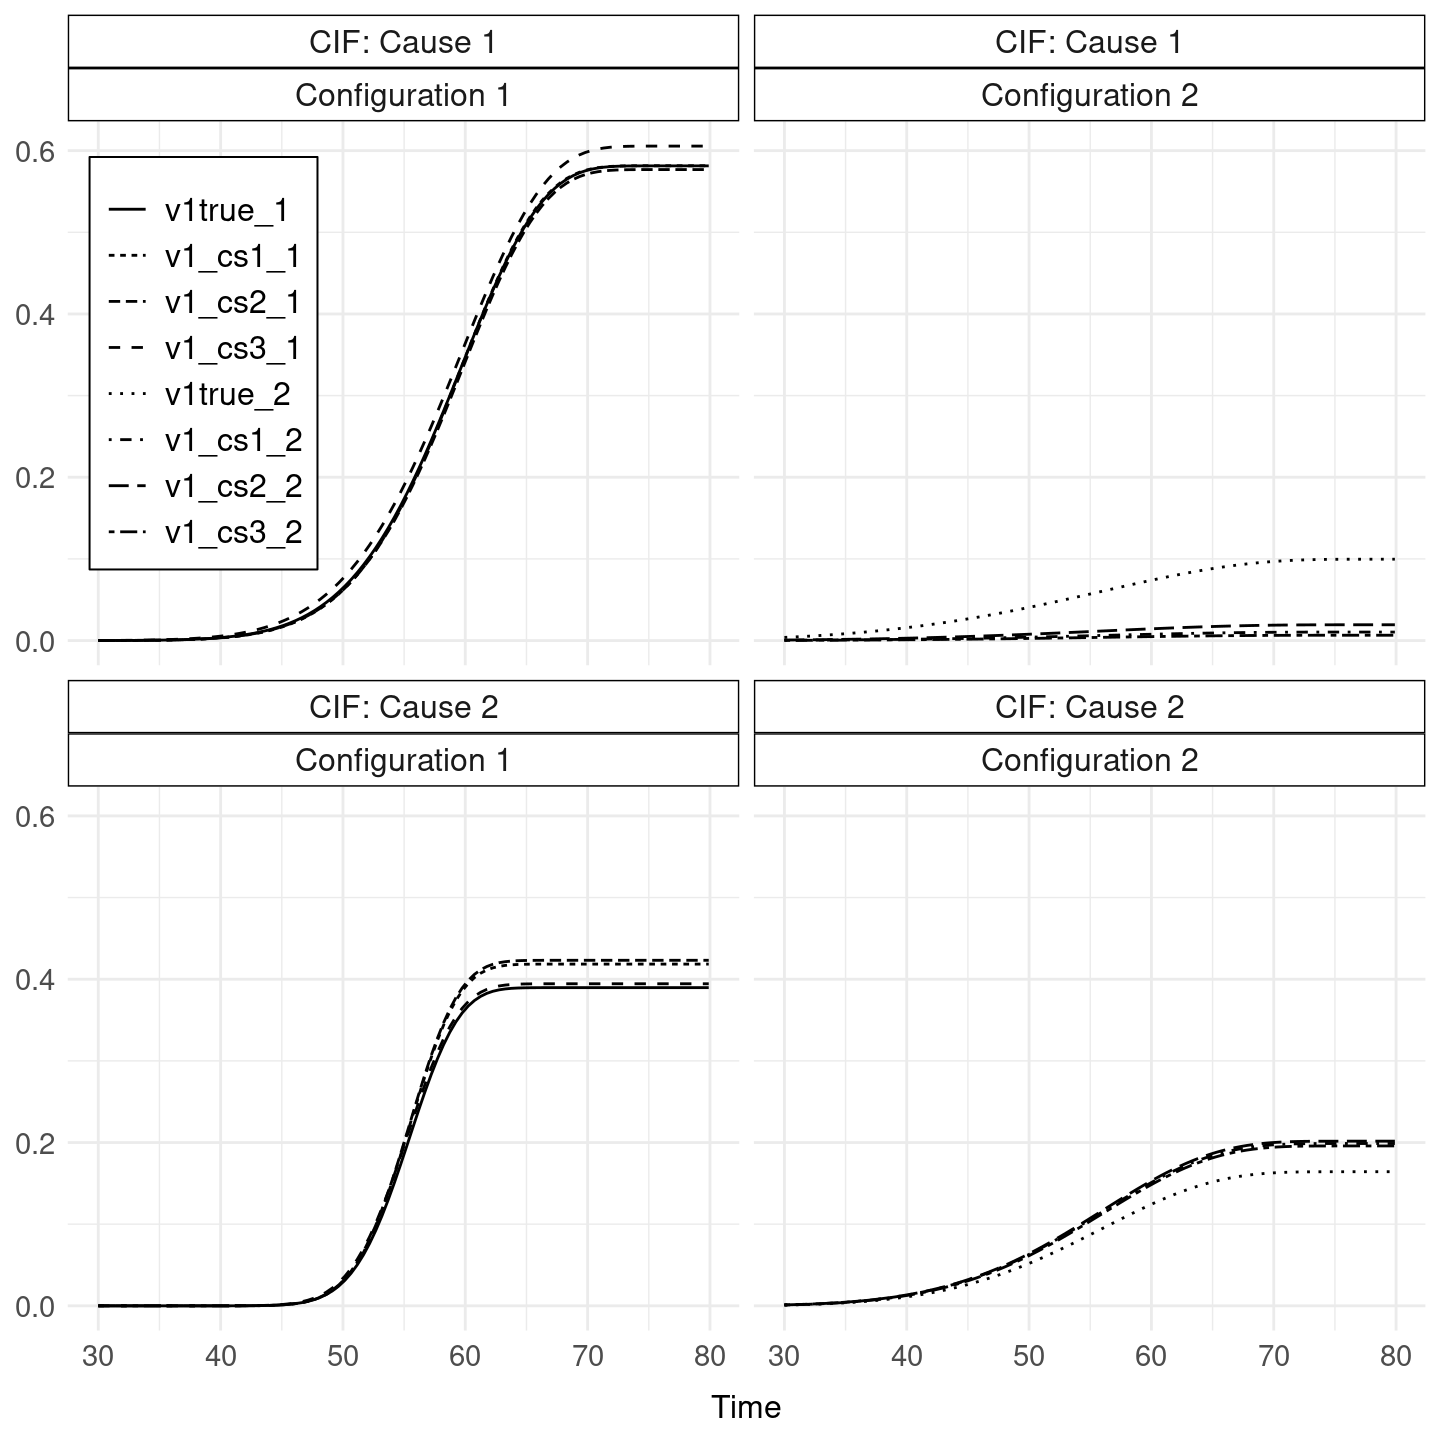 CIF: Cause 1
CIF: Cause 1
Configuration 1
Configuration 2
0.6
0.4
0.2
0.0
v1true_1
v1_cs1_1
v1_cs2_1
v1_cs3_1
v1true_2
v1_cs1_2
v1_cs2_2
v1_cs3_2
CIF: Cause 2
CIF: Cause 2
Configuration 1
Configuration 2
0.6
0.4
0.2
0.0
30 40 50 60 70 80
30 40 50 60 70 80
Time